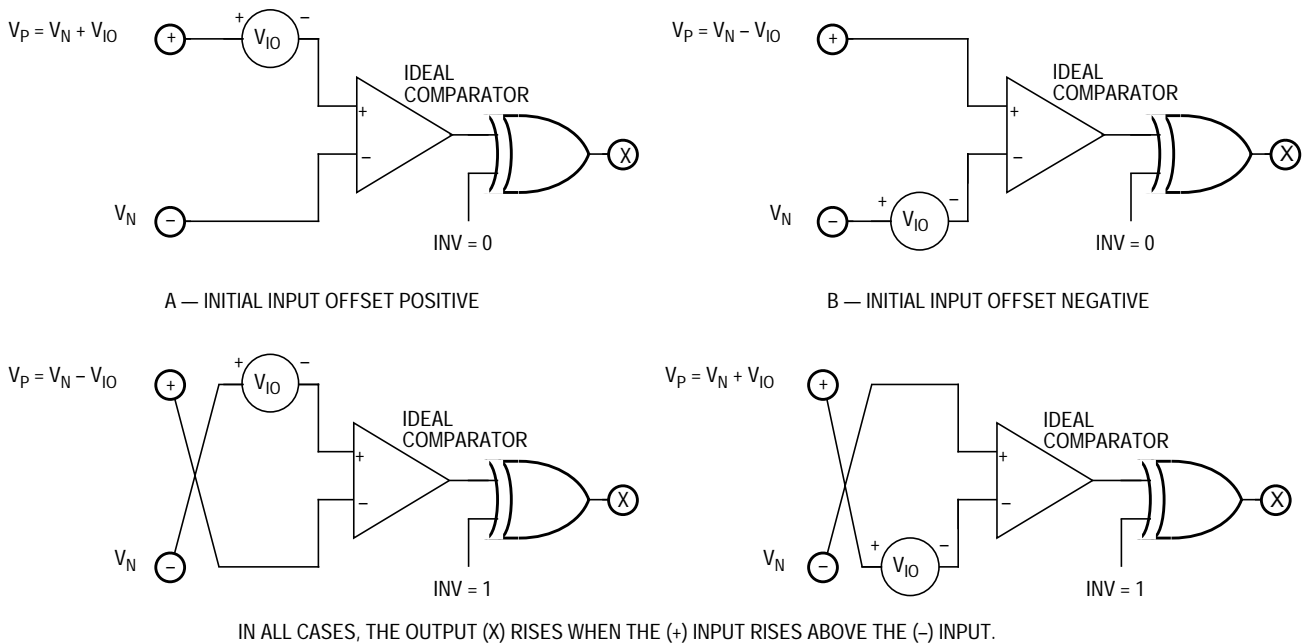 V_P = V_N + V_IO
+
+ −
V_IO
IDEAL
COMPARATOR
+
−
X
V_N
−
INV = 0
A — INITIAL INPUT OFFSET POSITIVE
V_P = V_N − V_IO
+
IDEAL
COMPARATOR
+
−
X
+ −
V_N
−
V_IO
INV = 0
B — INITIAL INPUT OFFSET NEGATIVE
V_P = V_N − V_IO
+
+ −
V_IO
IDEAL
COMPARATOR
+
−
X
V_N
−
INV = 1
V_P = V_N + V_IO
+
IDEAL
COMPARATOR
+
−
X
+ −
V_N
−
V_IO
INV = 1
IN ALL CASES, THE OUTPUT (X) RISES WHEN THE (+) INPUT RISES ABOVE THE (−) INPUT.